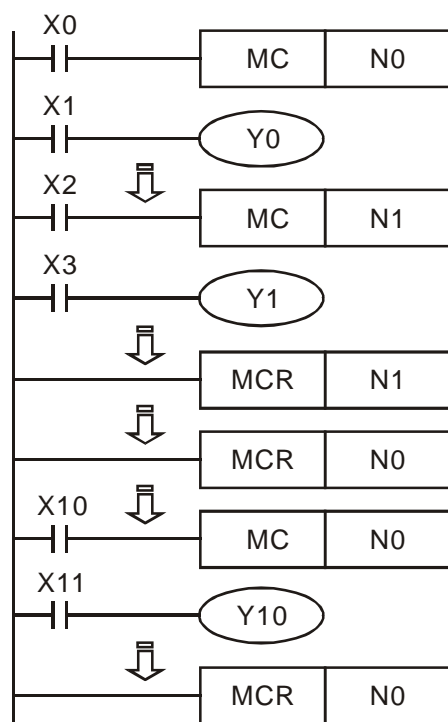 X0
MC N0
X1
Y0
X2
MC N1
X3
Y1
MCR N1
MCR N0
X10
MC N0
X11
Y10
MCR N0